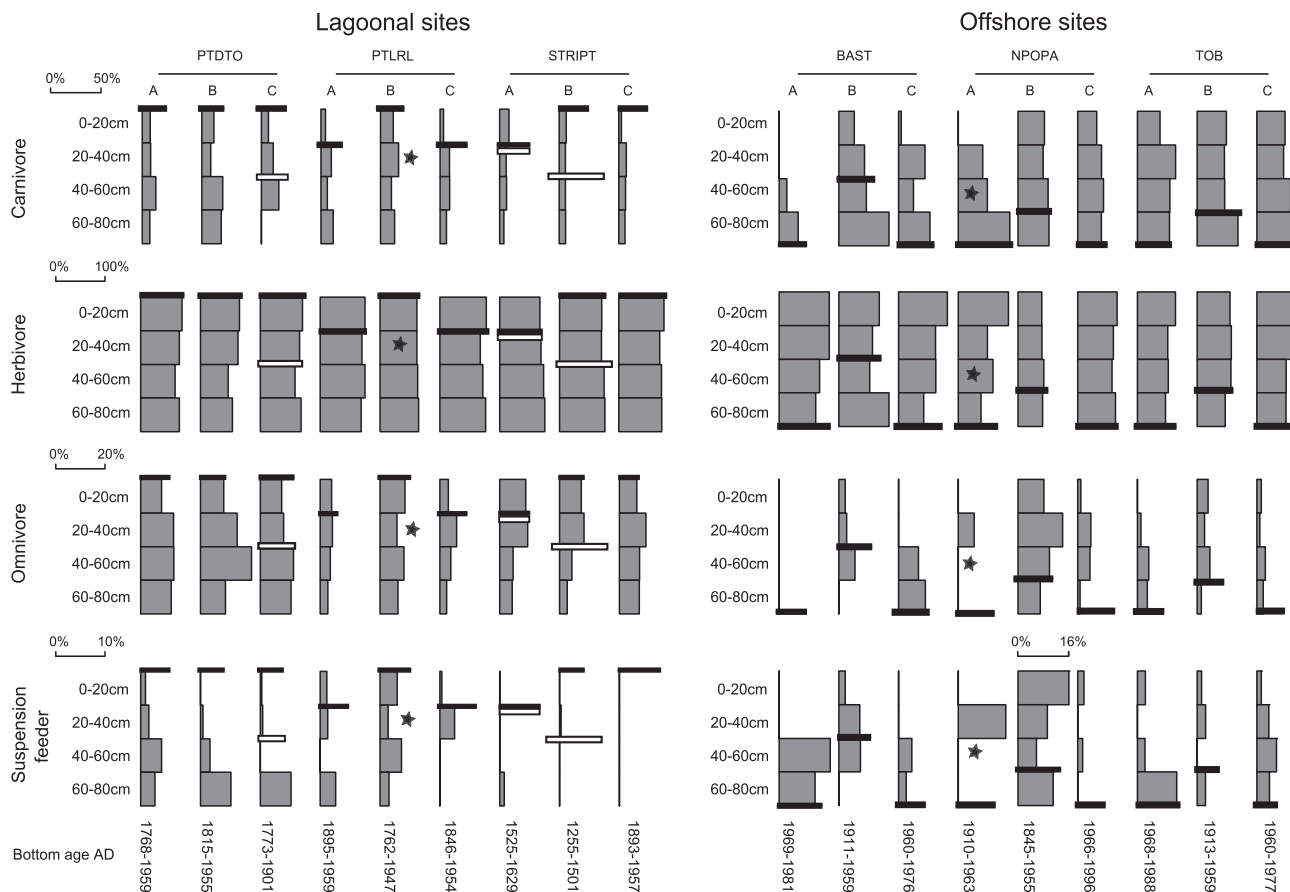 Lagoonal sites Offshore sites
PTDTO PTLRL STRIPT BAST NPOPA TOB
0% 50% A B C A B C A B C A B C A B C A B C
Carnivore
0-20cm 0-20cm
20-40cm 20-40cm
40-60cm 40-60cm
60-80cm 60-80cm
0% 100%
Herbivore
0-20cm 0-20cm
20-40cm 20-40cm
40-60cm 40-60cm
60-80cm 60-80cm
0% 20%
Omnivore
0-20cm 0-20cm
20-40cm 20-40cm
40-60cm 40-60cm
60-80cm 60-80cm
0% 10% 0% 16%
Suspension
feeder
0-20cm 0-20cm
20-40cm 20-40cm
40-60cm 40-60cm
60-80cm 60-80cm
Bottom age AD 1768-1959 1815-1955 1773-1901 1895-1959 1762-1947 1846-1954 1525-1629 1255-1501 1893-1957 1969-1981 1911-1959 1960-1976 1910-1963 1845-1955 1966-1996 1968-1988 1913-1959 1960-1977